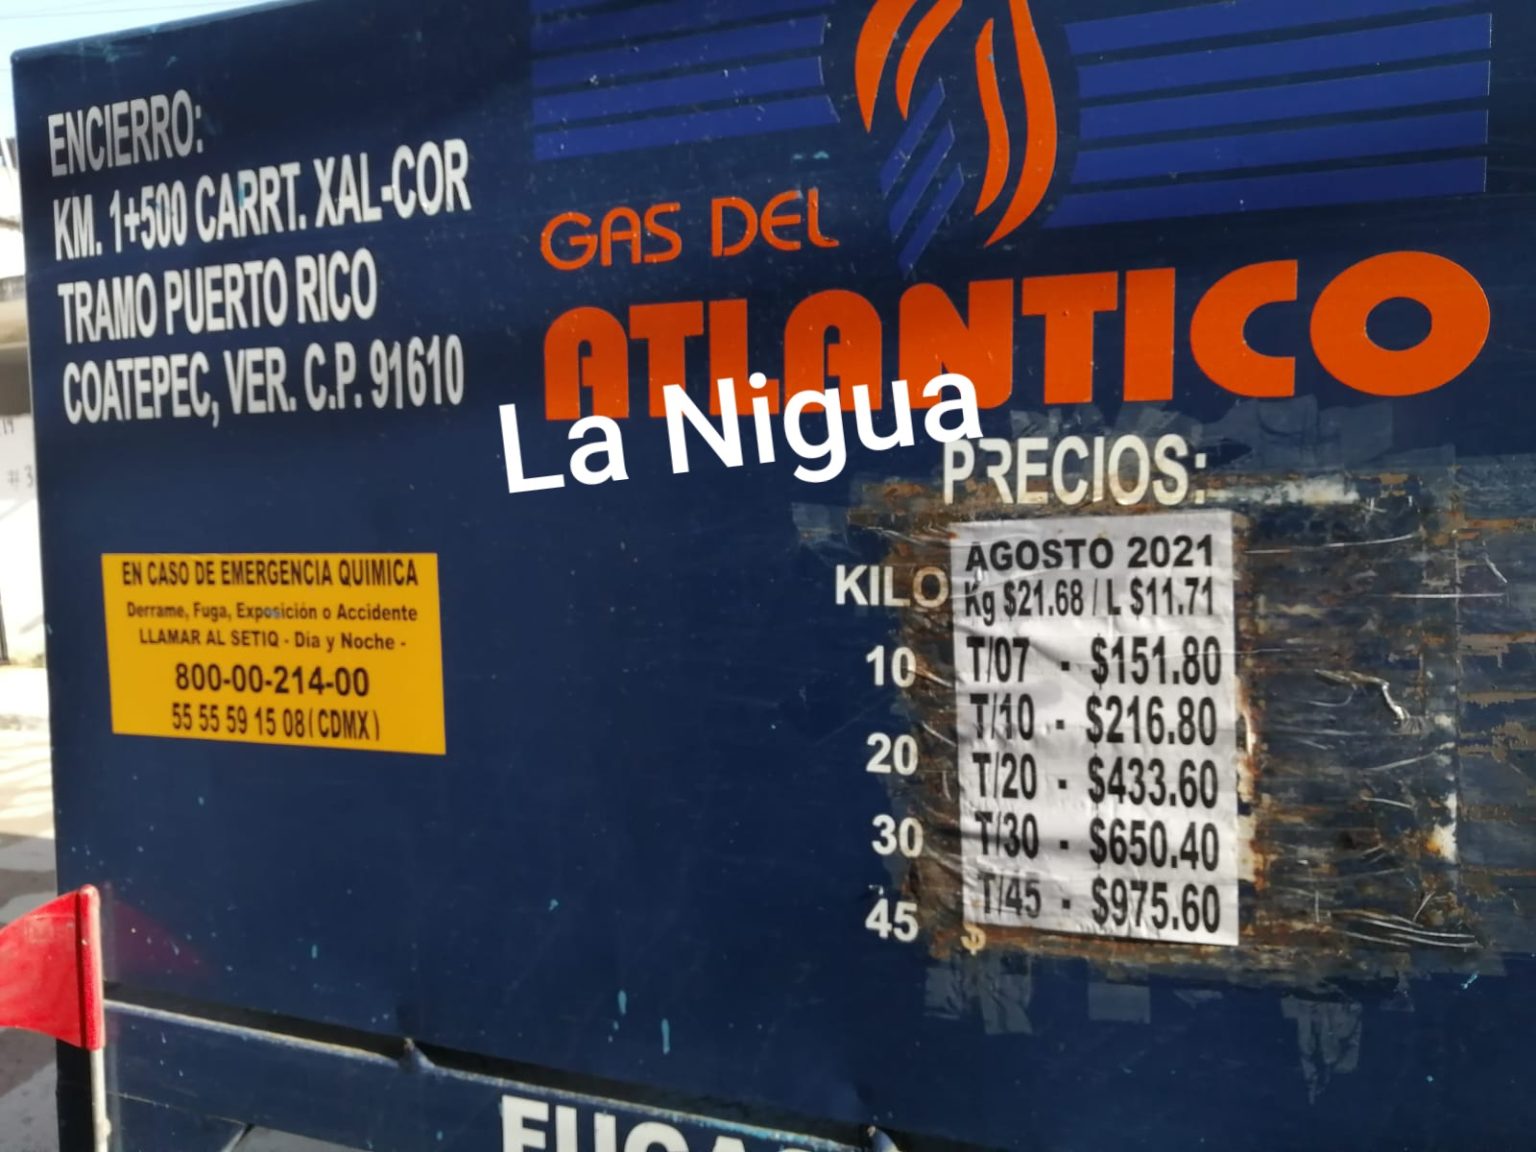 ENCIERRO:
KM. 1+500 CARRT. XAL-COR
TRAMO PUERTO RICO
COATEPEC, VER. C.P. 91610
GAS DEL
ATLANTICO
La Nigua
EN CASO DE EMERGENCIA QUIMICA
Derrame, Fuga, Exposición o Accidente
LLAMAR AL SETIQ - Dia y Noche -
800-00-214-00
55 55 59 15 08 (CDMX)
PRECIOS:
KILO
10
20
30
45 $
AGOSTO 2021
Kg $21.68 / L $11.71
T/07 - $151.80
T/10 - $216.80
T/20 - $433.60
T/30 - $650.40
T/45 - $975.60